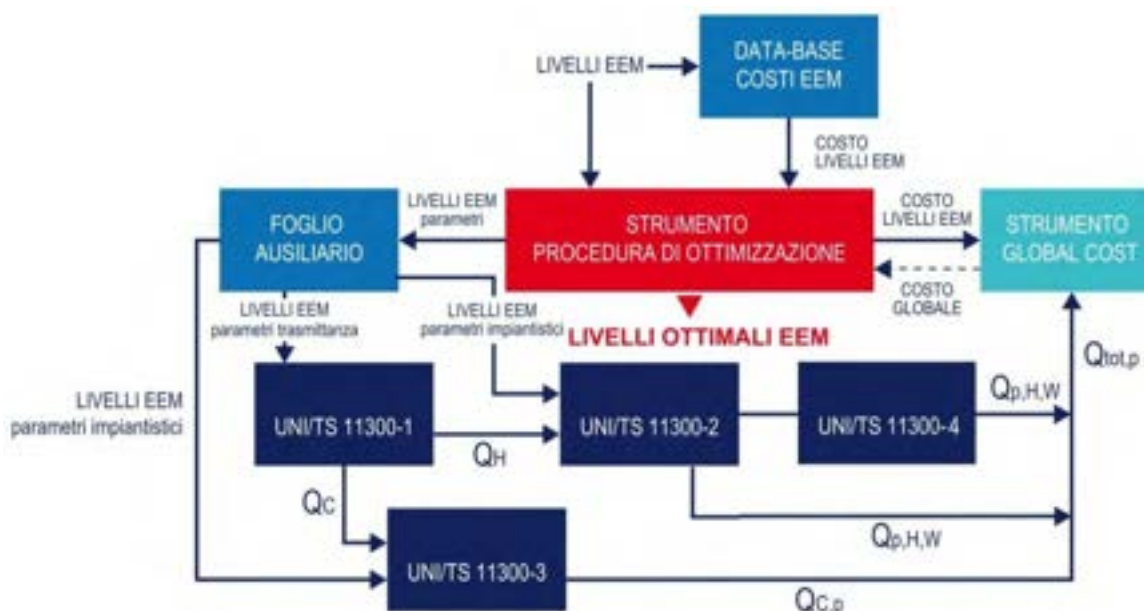 DATA-BASE
COSTI EEM
LIVELLI EEM
COSTO
LIVELLI EEM
FOGLIO
AUSILIARIO
LIVELLI EEM
parametri
STRUMENTO
PROCEDURA DI OTTIMIZZAZIONE
COSTO
LIVELLI EEM
STRUMENTO
GLOBAL COST
COSTO
GLOBALE
LIVELLI EEM
parametri trasmittanza
LIVELLI EEM
parametri impiantistici
LIVELLI OTTIMALI EEM
Qtot,p
LIVELLI EEM
parametri impiantistici
UNI/TS 11300-1
QH
UNI/TS 11300-2
UNI/TS 11300-4
Qp,H,W
QC
Qp,H,W
UNI/TS 11300-3
QC,p